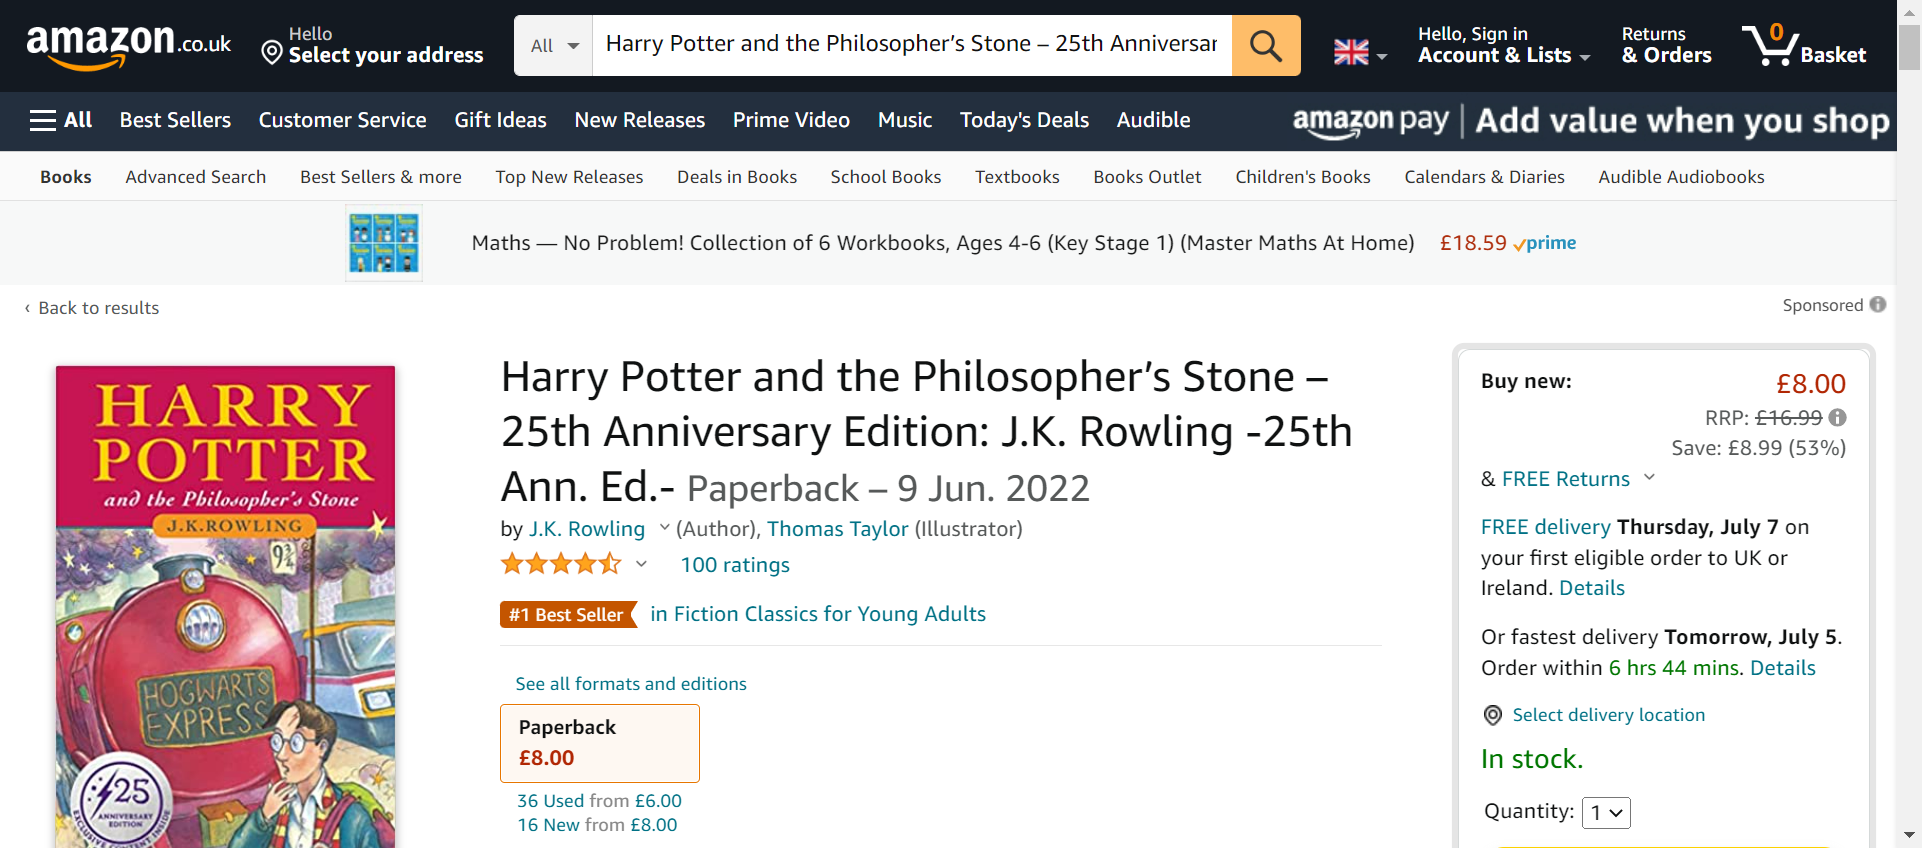 amazon.co.uk
Hello
Select your address
All
Harry Potter and the Philosopher’s Stone – 25th Anniversar
Hello, Sign in
Account & Lists
Returns
& Orders
0
Basket
All
Best Sellers
Customer Service
Gift Ideas
New Releases
Prime Video
Music
Today's Deals
Audible
amazon pay | Add value when you shop
Books
Advanced Search
Best Sellers & more
Top New Releases
Deals in Books
School Books
Textbooks
Books Outlet
Children's Books
Calendars & Diaries
Audible Audiobooks
Maths — No Problem! Collection of 6 Workbooks, Ages 4-6 (Key Stage 1) (Master Maths At Home) £18.59 prime
‹ Back to results
Sponsored
HARRY
POTTER
and the Philosopher's Stone
J.K.ROWLING
9¾
HOGWARTS
EXPRESS
25
ANNIVERSARY
EDITION
EXCLUSIVE CONTENT INSIDE
Harry Potter and the Philosopher’s Stone –
25th Anniversary Edition: J.K. Rowling -25th
Ann. Ed.- Paperback – 9 Jun. 2022
by J.K. Rowling (Author), Thomas Taylor (Illustrator)
100 ratings
#1 Best Seller in Fiction Classics for Young Adults
See all formats and editions
Paperback
£8.00
36 Used from £6.00
16 New from £8.00
Buy new:
£8.00
RRP: £16.99
Save: £8.99 (53%)
& FREE Returns
FREE delivery Thursday, July 7 on
your first eligible order to UK or
Ireland. Details
Or fastest delivery Tomorrow, July 5.
Order within 6 hrs 44 mins. Details
Select delivery location
In stock.
Quantity: 1